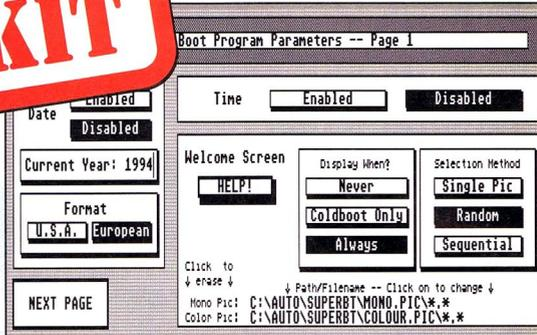 KIT
Boot Program Parameters -- Page 1
Date
Enabled
Disabled
Time
Enabled
Disabled
Current Year: 1994
Format
U.S.A.
European
NEXT PAGE
Welcome Screen
HELP!
Click to
↓ erase ↓
Display When?
Never
Coldboot Only
Always
Selection Method
Single Pic
Random
Sequential
↓ Path/Filename -- Click on to change ↓
Mono Pic: C:\AUTO\SUPERBT\MONO.PIC\*.*
Color Pic: C:\AUTO\SUPERBT\COLOUR.PIC\*.*